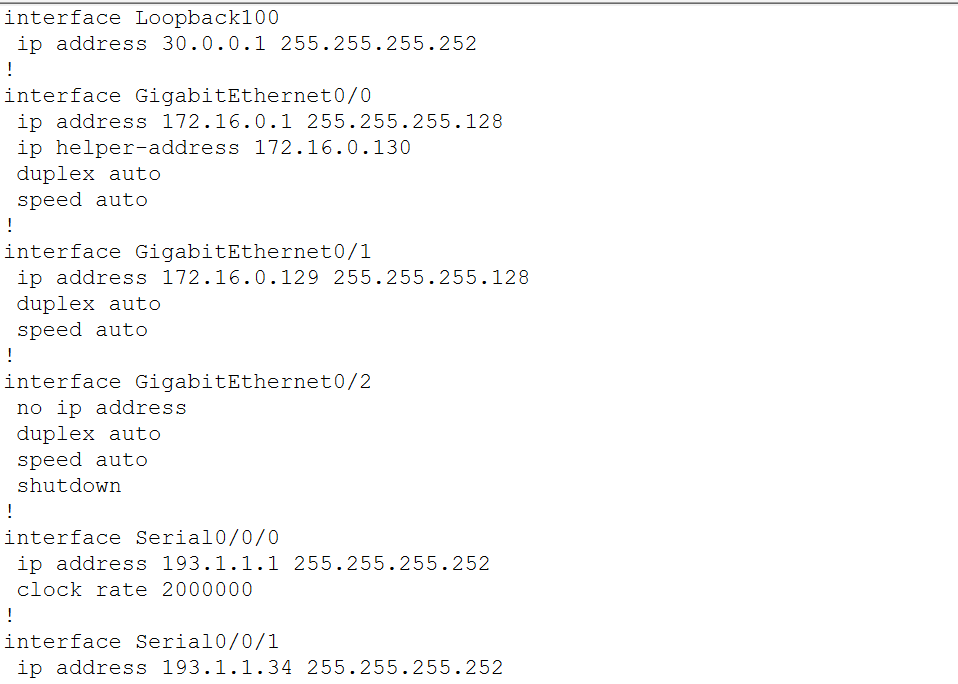 interface Loopback100
 ip address 30.0.0.1 255.255.255.252
!
interface GigabitEthernet0/0
 ip address 172.16.0.1 255.255.255.128
 ip helper-address 172.16.0.130
 duplex auto
 speed auto
!
interface GigabitEthernet0/1
 ip address 172.16.0.129 255.255.255.128
 duplex auto
 speed auto
!
interface GigabitEthernet0/2
 no ip address
 duplex auto
 speed auto
 shutdown
!
interface Serial0/0/0
 ip address 193.1.1.1 255.255.255.252
 clock rate 2000000
!
interface Serial0/0/1
 ip address 193.1.1.34 255.255.255.252